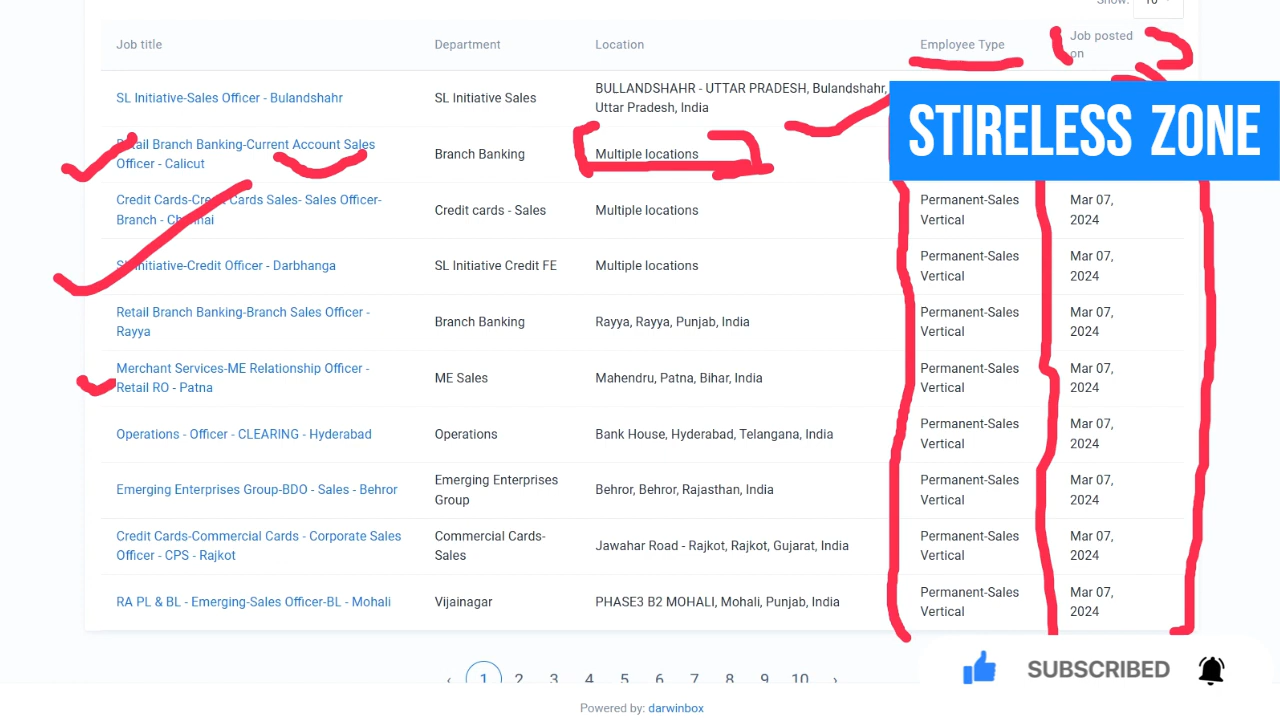 Show: 10
Job title
Department
Location
Employee Type
Job posted
on
SL Initiative-Sales Officer - Bulandshahr
SL Initiative Sales
BULLANDSHAHR - UTTAR PRADESH, Bulandshahr,
Uttar Pradesh, India
STIRELESS ZONE
Retail Branch Banking-Current Account Sales
Officer - Calicut
Branch Banking
Multiple locations
Credit Cards-Credit Cards Sales- Sales Officer-
Branch - Chennai
Credit cards - Sales
Multiple locations
Permanent-Sales
Vertical
Mar 07,
2024
SL Initiative-Credit Officer - Darbhanga
SL Initiative Credit FE
Multiple locations
Permanent-Sales
Vertical
Mar 07,
2024
Retail Branch Banking-Branch Sales Officer -
Rayya
Branch Banking
Rayya, Rayya, Punjab, India
Permanent-Sales
Vertical
Mar 07,
2024
Merchant Services-ME Relationship Officer -
Retail RO - Patna
ME Sales
Mahendru, Patna, Bihar, India
Permanent-Sales
Vertical
Mar 07,
2024
Operations - Officer - CLEARING - Hyderabad
Operations
Bank House, Hyderabad, Telangana, India
Permanent-Sales
Vertical
Mar 07,
2024
Emerging Enterprises Group-BDO - Sales - Behror
Emerging Enterprises
Group
Behror, Behror, Rajasthan, India
Permanent-Sales
Vertical
Mar 07,
2024
Credit Cards-Commercial Cards - Corporate Sales
Officer - CPS - Rajkot
Commercial Cards-
Sales
Jawahar Road - Rajkot, Rajkot, Gujarat, India
Permanent-Sales
Vertical
Mar 07,
2024
RA PL & BL - Emerging-Sales Officer-BL - Mohali
Vijainagar
PHASE3 B2 MOHALI, Mohali, Punjab, India
Permanent-Sales
Vertical
Mar 07,
2024
‹ 1 2 3 4 5 6 7 8 9 10 ›
SUBSCRIBED
Powered by: darwinbox